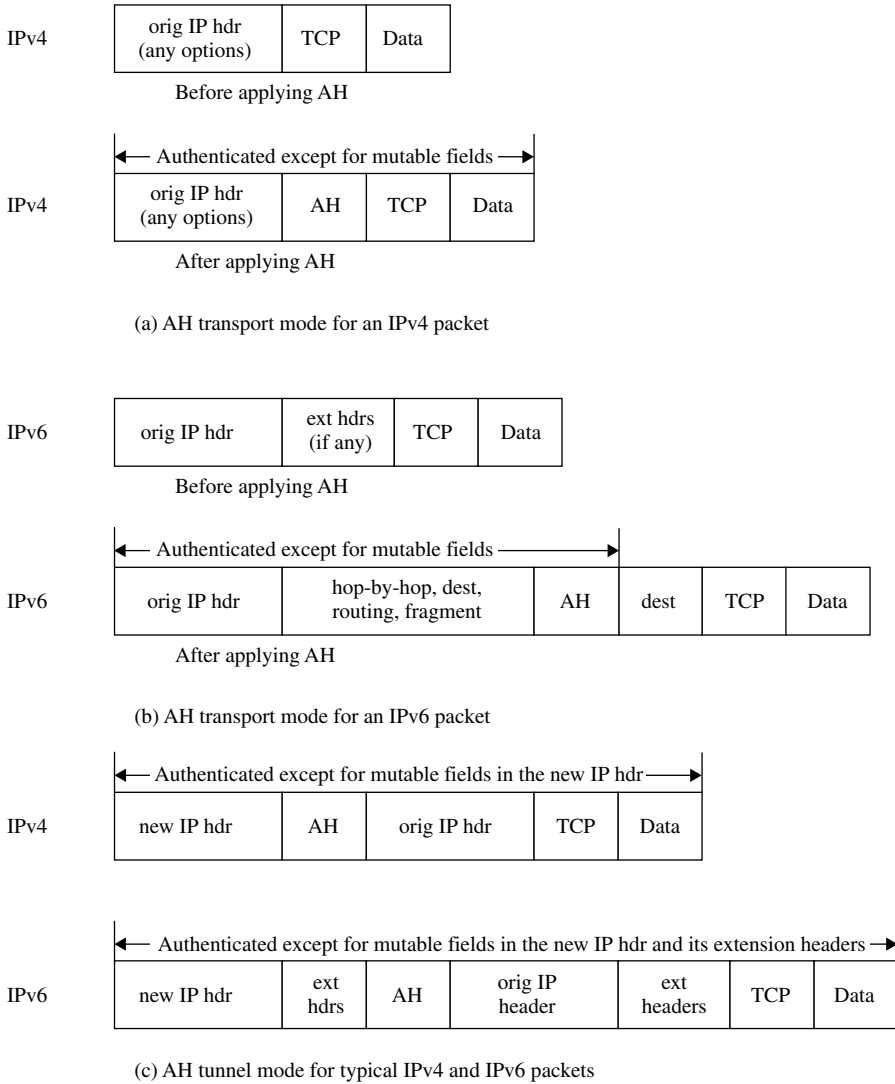 IPv4
orig IP hdr
(any options)
TCP
Data
Before applying AH
Authenticated except for mutable fields
IPv4
orig IP hdr
(any options)
AH
TCP
Data
After applying AH
(a) AH transport mode for an IPv4 packet
IPv6
orig IP hdr
ext hdrs
(if any)
TCP
Data
Before applying AH
Authenticated except for mutable fields
IPv6
orig IP hdr
hop-by-hop, dest,
routing, fragment
AH
dest
TCP
Data
After applying AH
(b) AH transport mode for an IPv6 packet
Authenticated except for mutable fields in the new IP hdr
IPv4
new IP hdr
AH
orig IP hdr
TCP
Data
Authenticated except for mutable fields in the new IP hdr and its extension headers
IPv6
new IP hdr
ext
hdrs
AH
orig IP
header
ext
headers
TCP
Data
(c) AH tunnel mode for typical IPv4 and IPv6 packets